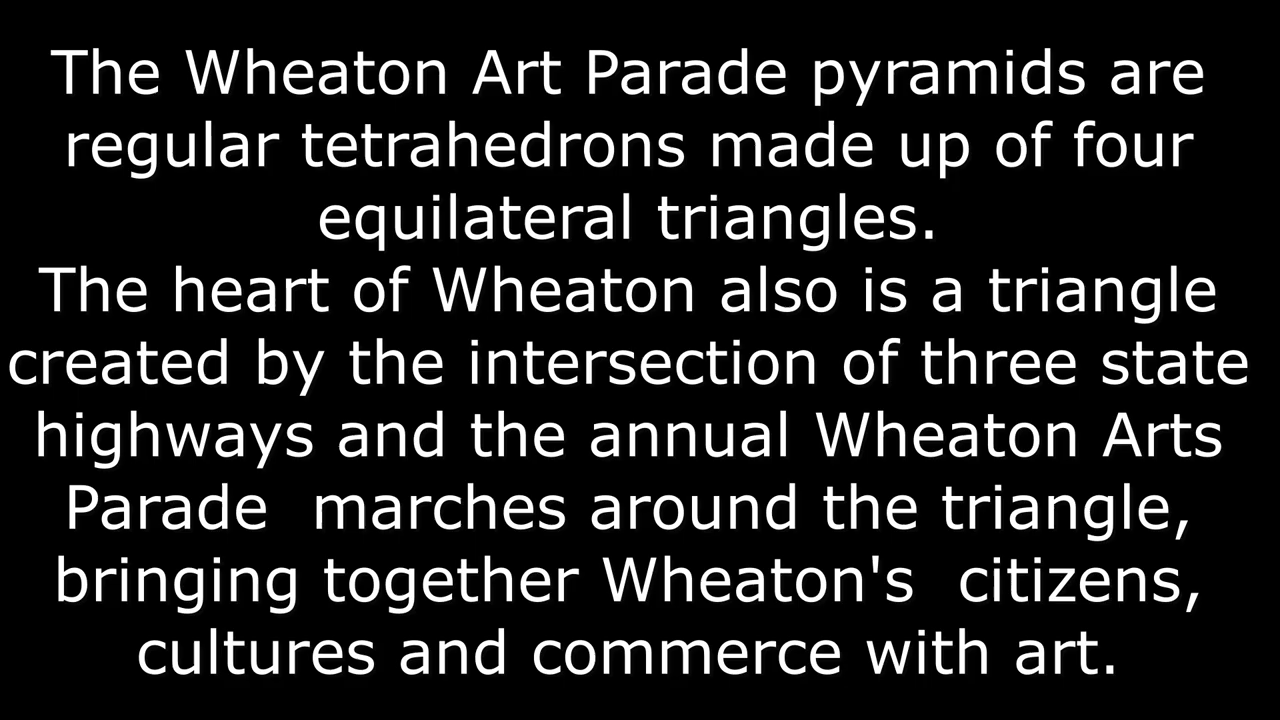 The Wheaton Art Parade pyramids are
regular tetrahedrons made up of four
equilateral triangles.
The heart of Wheaton also is a triangle
created by the intersection of three state
highways and the annual Wheaton Arts
Parade  marches around the triangle,
bringing together Wheaton's  citizens,
cultures and commerce with art.